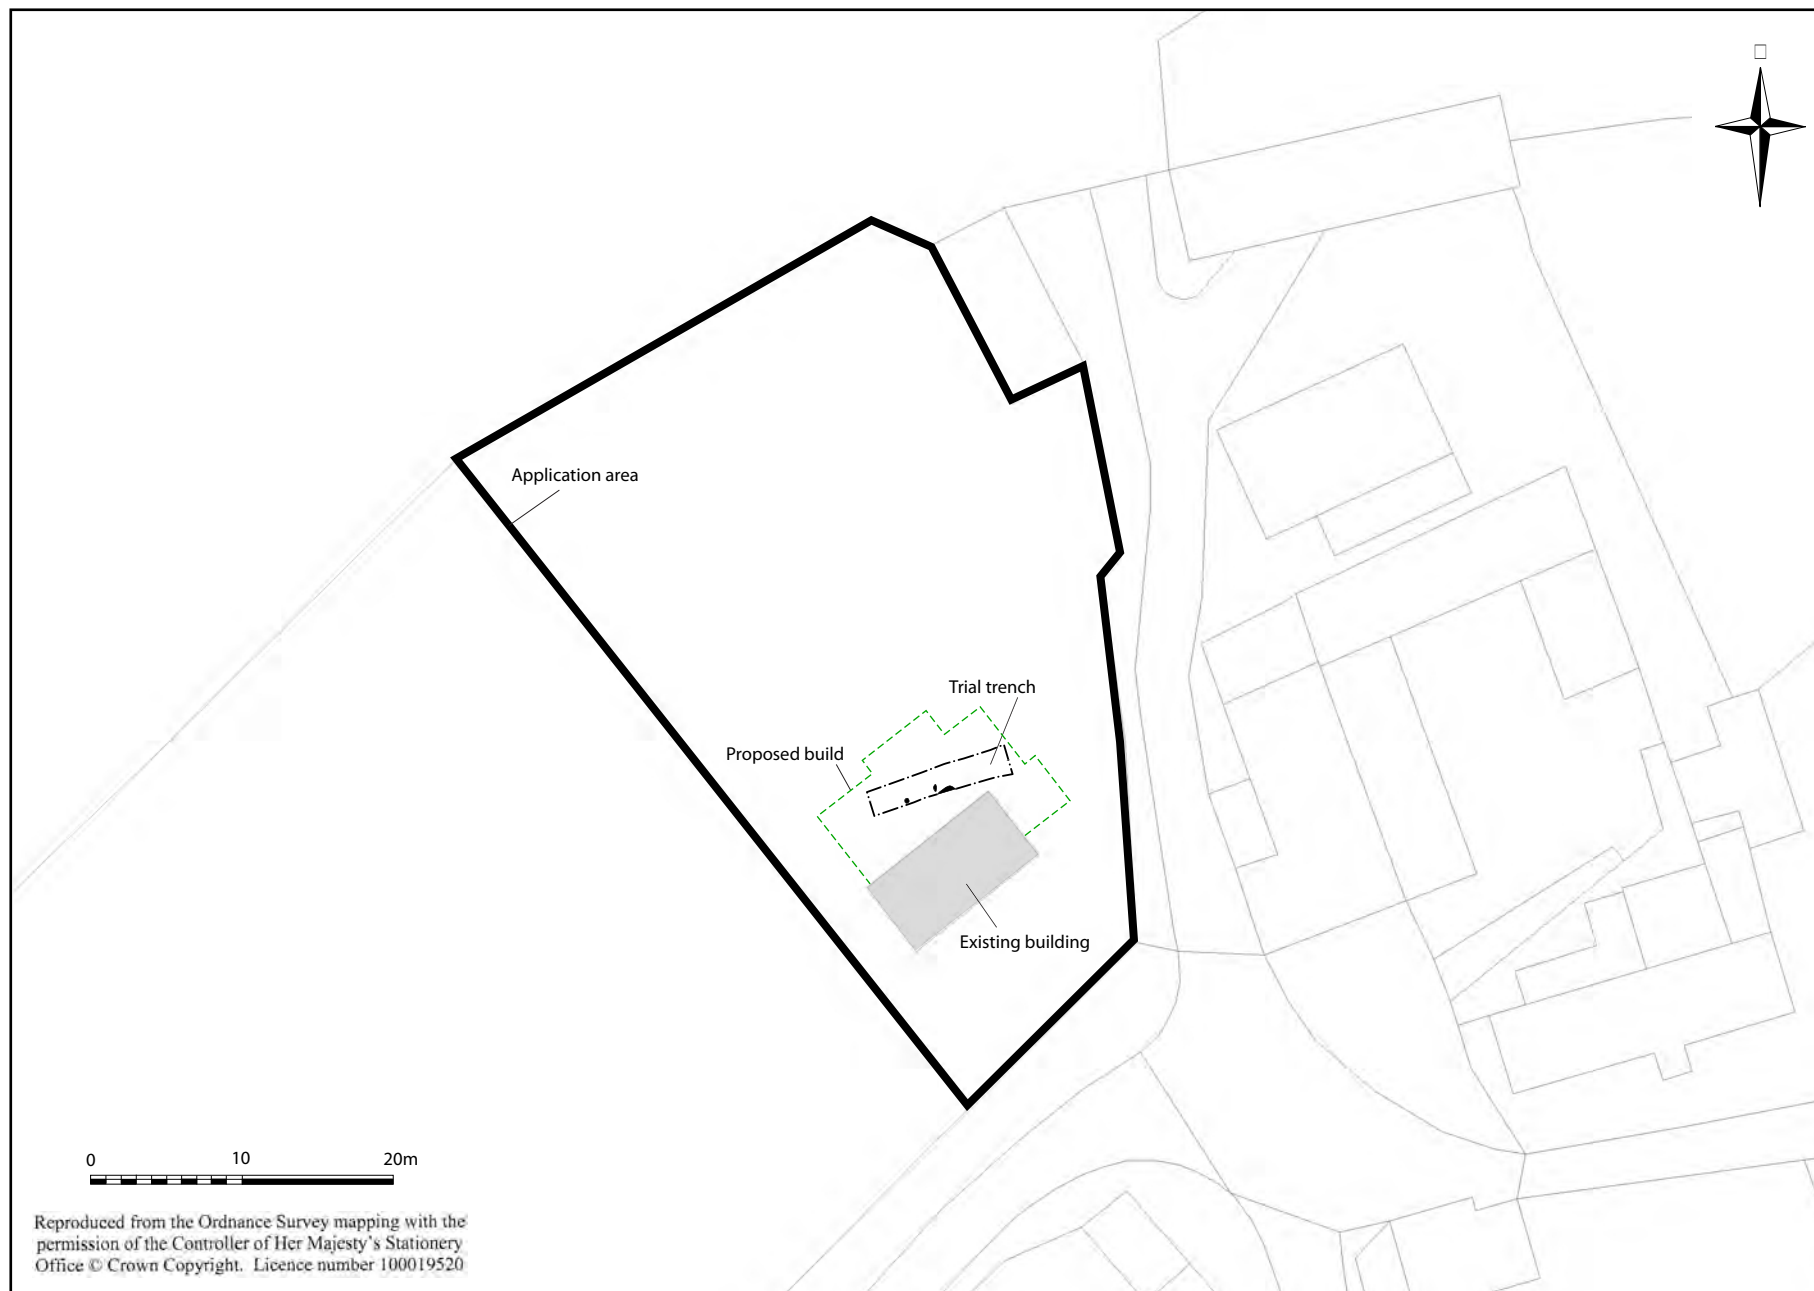 Application area
Trial trench
Proposed build
Existing building
0 10 20m
Reproduced from the Ordnance Survey mapping with the
permission of the Controller of Her Majesty's Stationery
Office © Crown Copyright. Licence number 100019520